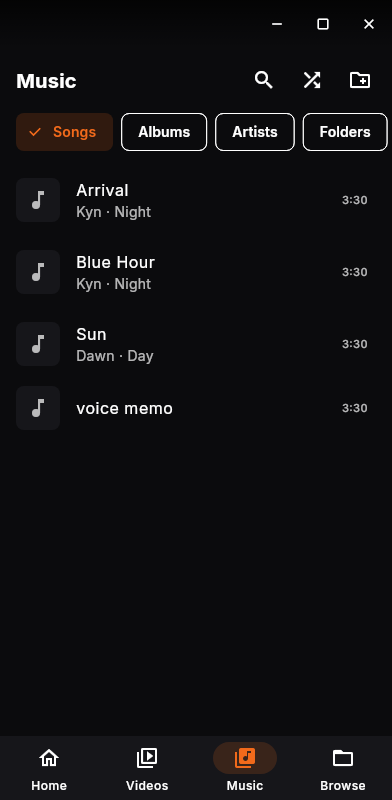 Music
Songs Albums Artists Folders
Arrival
Kyn · Night
3:30
Blue Hour
Kyn · Night
3:30
Sun
Dawn · Day
3:30
voice memo
3:30
Home Videos Music Browse